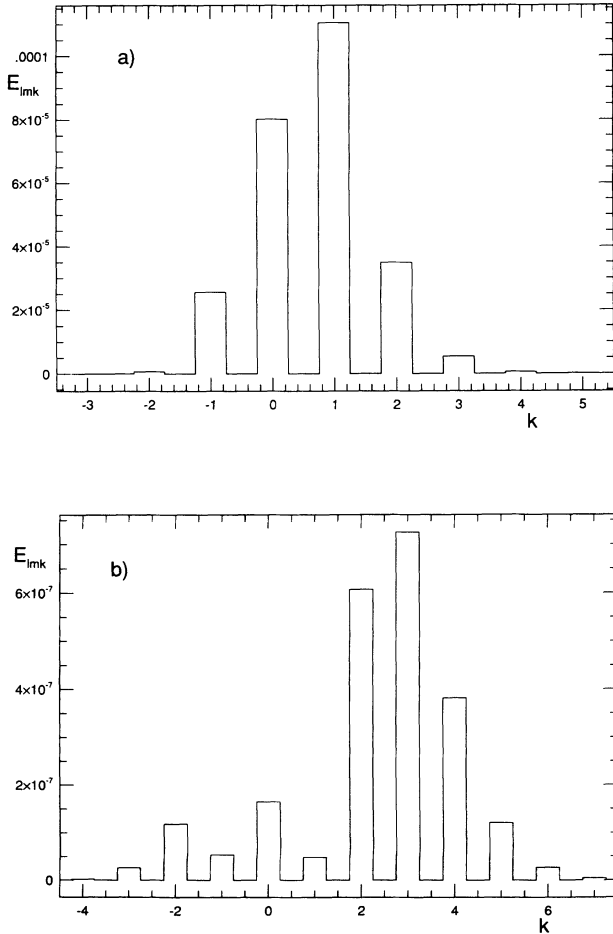 a)
.0001
E_lmk
8×10⁻⁵
6×10⁻⁵
4×10⁻⁵
2×10⁻⁵
0
-3 -2 -1 0 1 2 3 4 5
k
b)
E_lmk
6×10⁻⁷
4×10⁻⁷
2×10⁻⁷
0
-4 -2 0 2 4 6
k